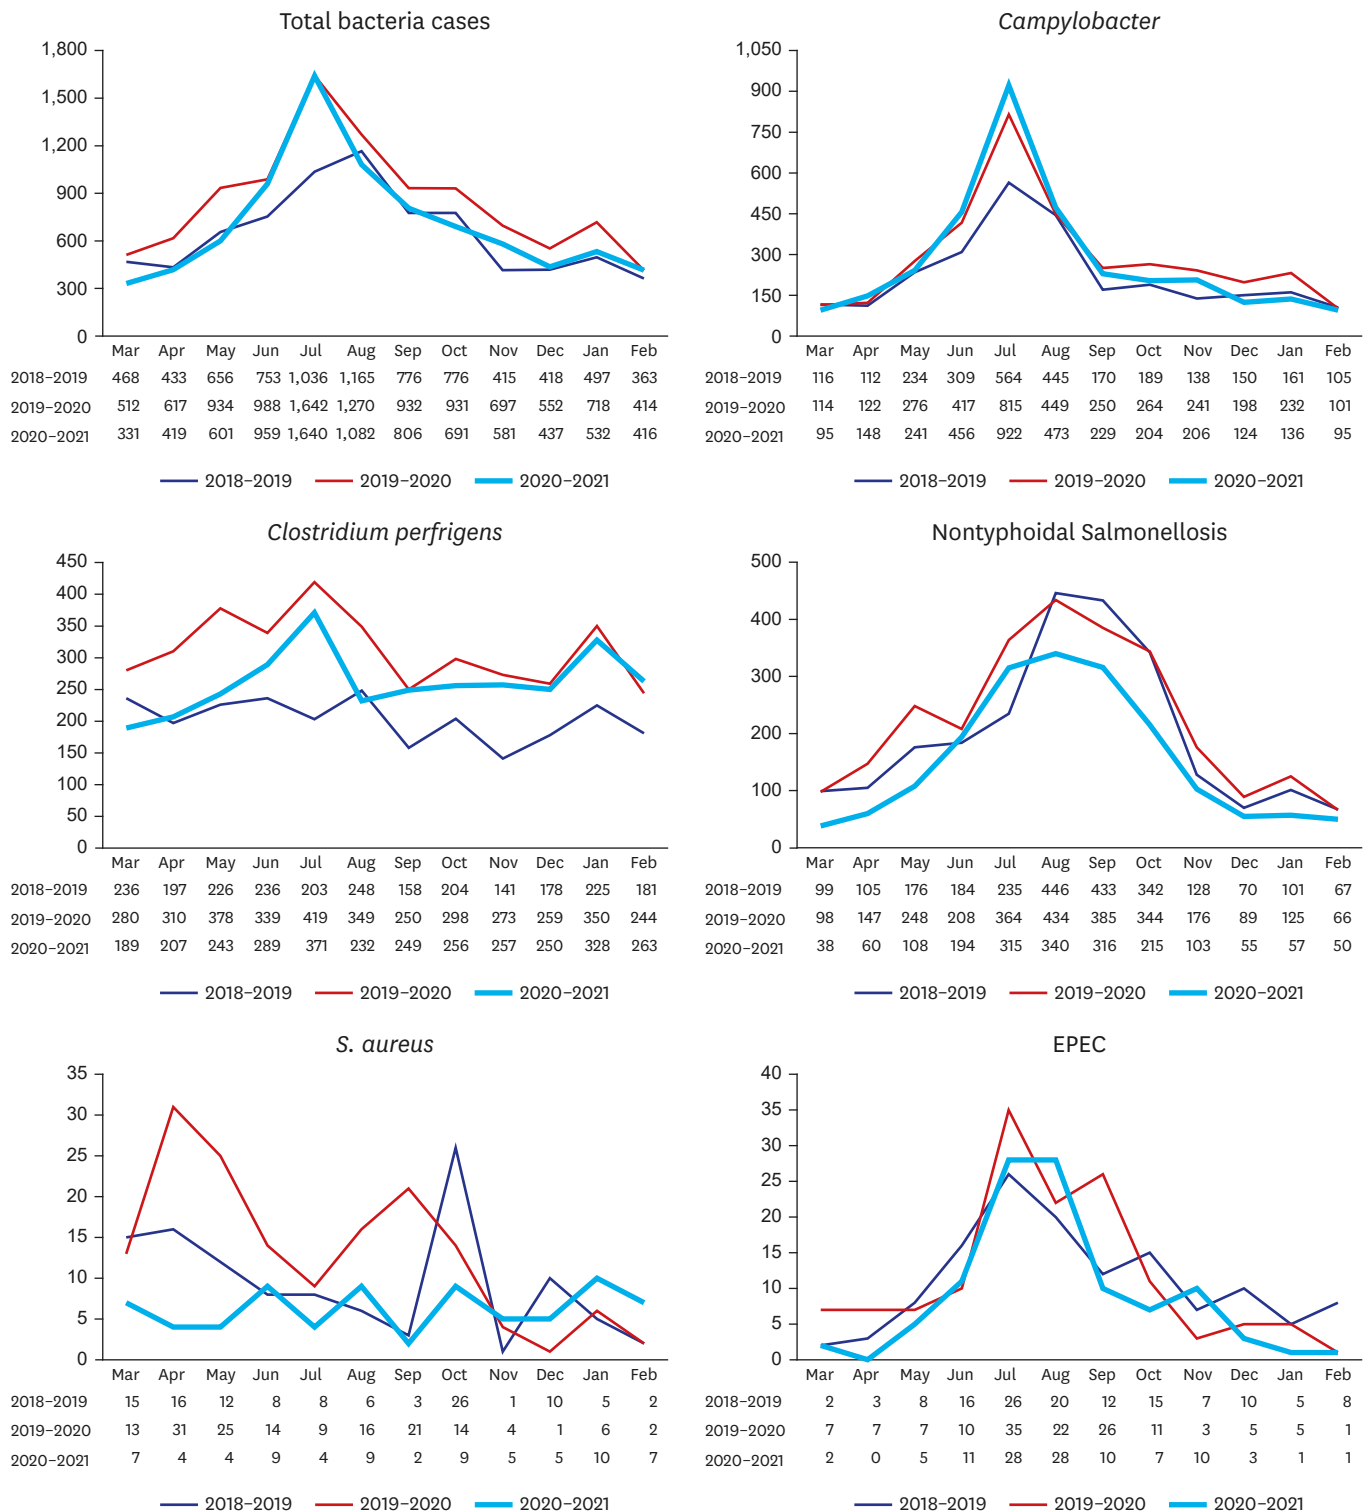 Total bacteria cases
1,800
1,500
1,200
900
600
300
0
Mar Apr May Jun Jul Aug Sep Oct Nov Dec Jan Feb
2018–2019 468 433 656 753 1,036 1,165 776 776 415 418 497 363
2019–2020 512 617 934 988 1,642 1,270 932 931 697 552 718 414
2020–2021 331 419 601 959 1,640 1,082 806 691 581 437 532 416
2018–2019 2019–2020 2020–2021
Campylobacter
1,050
900
750
600
450
300
150
0
Mar Apr May Jun Jul Aug Sep Oct Nov Dec Jan Feb
2018–2019 116 112 234 309 564 445 170 189 138 150 161 105
2019–2020 114 122 276 417 815 449 250 264 241 198 232 101
2020–2021 95 148 241 456 922 473 229 204 206 124 136 95
2018–2019 2019–2020 2020–2021
Clostridium perfrigens
450
400
350
300
250
200
150
100
50
0
Mar Apr May Jun Jul Aug Sep Oct Nov Dec Jan Feb
2018–2019 236 197 226 236 203 248 158 204 141 178 225 181
2019–2020 280 310 378 339 419 349 250 298 273 259 350 244
2020–2021 189 207 243 289 371 232 249 256 257 250 328 263
2018–2019 2019–2020 2020–2021
Nontyphoidal Salmonellosis
500
400
300
200
100
0
Mar Apr May Jun Jul Aug Sep Oct Nov Dec Jan Feb
2018–2019 99 105 176 184 235 446 433 342 128 70 101 67
2019–2020 98 147 248 208 364 434 385 344 176 89 125 66
2020–2021 38 60 108 194 315 340 316 215 103 55 57 50
2018–2019 2019–2020 2020–2021
S. aureus
35
30
25
20
15
10
5
0
Mar Apr May Jun Jul Aug Sep Oct Nov Dec Jan Feb
2018–2019 15 16 12 8 8 6 3 26 1 10 5 2
2019–2020 13 31 25 14 9 16 21 14 4 1 6 2
2020–2021 7 4 4 9 4 9 2 9 5 5 10 7
2018–2019 2019–2020 2020–2021
EPEC
40
35
30
25
20
15
10
5
0
Mar Apr May Jun Jul Aug Sep Oct Nov Dec Jan Feb
2018–2019 2 3 8 16 26 20 12 15 7 10 5 8
2019–2020 7 7 7 10 35 22 26 11 3 5 5 1
2020–2021 2 0 5 11 28 28 10 7 10 3 1 1
2018–2019 2019–2020 2020–2021